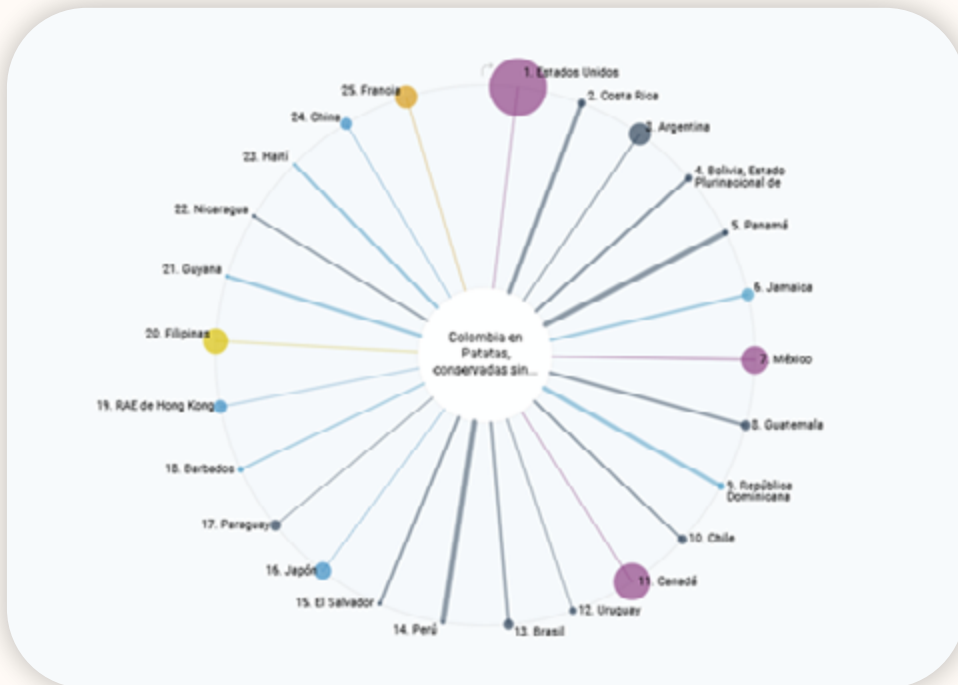 1. Estados Unidos
2. Costa Rica
3. Argentina
4. Bolivia, Estado
Plurinacional de
5. Panamá
6. Jamaica
7. México
8. Guatemala
9. República
Dominicana
10. Chile
11. Canadá
12. Uruguay
13. Brasil
14. Perú
15. El Salvador
16. Japón
17. Paraguay
18. Barbados
19. RAE de Hong Kong
20. Filipinas
21. Guyana
22. Nicaragua
23. Haití
24. China
25. Francia
Colombia en
Patatas,
conservadas sin...